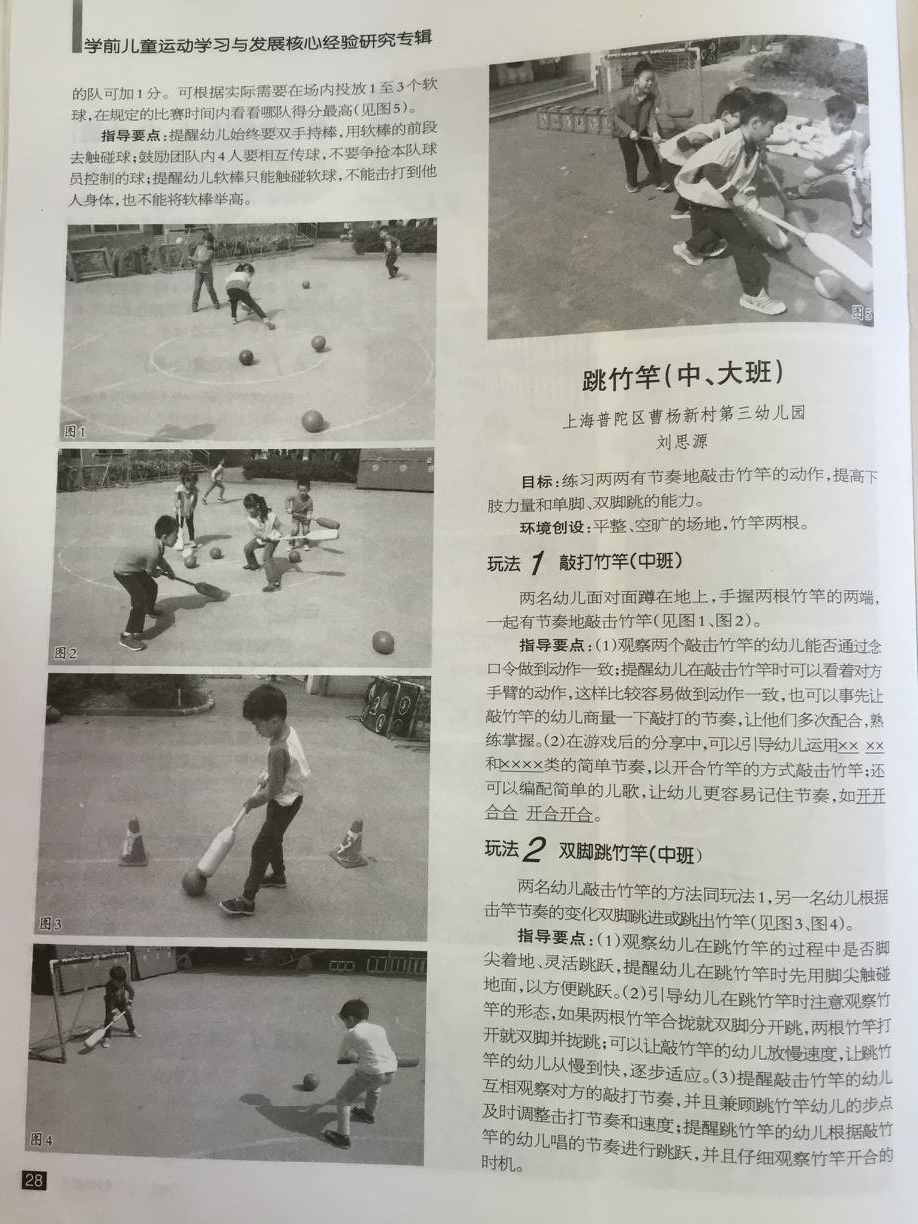 学前儿童运动学习与发展核心经验研究专辑
的队可加1分。可根据实际需要在场内投放1至3个软
球,在规定的比赛时间内看看哪队得分最高(见图5)。
指导要点:提醒幼儿始终要双手持棒,用软棒的前段
去触碰球;鼓励团队内4人要相互传球,不要争抢本队球
员控制的球;提醒幼儿软棒只能触碰软球,不能击打到他
人身体,也不能将软棒举高。
图1
图2
图3
图4
28
图5
跳竹竿(中、大班)
上海普陀区曹杨新村第三幼儿园
刘思源
目标:练习两两有节奏地敲击竹竿的动作,提高下
肢力量和单脚、双脚跳的能力。
环境创设:平整、空旷的场地,竹竿两根。
玩法1 敲打竹竿(中班)
两名幼儿面对面蹲在地上,手握两根竹竿的两端,
一起有节奏地敲击竹竿(见图1、图2)。
指导要点:(1)观察两个敲击竹竿的幼儿能否通过念
口令做到动作一致;提醒幼儿在敲击竹竿时可以看着对方
手臂的动作,这样比较容易做到动作一致,也可以事先让
敲竹竿的幼儿商量一下敲打的节奏,让他们多次配合,熟
练掌握。(2)在游戏后的分享中,可以引导幼儿运用×× ××
和××××类的简单节奏,以开合竹竿的方式敲击竹竿;还
可以编配简单的儿歌,让幼儿更容易记住节奏,如开开
合合 开合开合。
玩法2 双脚跳竹竿(中班)
两名幼儿敲击竹竿的方法同玩法1,另一名幼儿根据
击竿节奏的变化双脚跳进或跳出竹竿(见图3、图4)。
指导要点:(1)观察幼儿在跳竹竿的过程中是否脚
尖着地、灵活跳跃,提醒幼儿在跳竹竿时先用脚尖触碰
地面,以方便跳跃。(2)引导幼儿在跳竹竿时注意观察竹
竿的形态,如果两根竹竿合拢就双脚分开跳,两根竹竿打
开就双脚并拢跳;可以让敲竹竿的幼儿放慢速度,让跳竹
竿的幼儿从慢到快,逐步适应。(3)提醒敲击竹竿的幼儿
互相观察对方的敲打节奏,并且兼顾跳竹竿幼儿的步点
及时调整击打节奏和速度;提醒跳竹竿的幼儿根据敲竹
竿的幼儿唱的节奏进行跳跃,并且仔细观察竹竿开合的
时机。